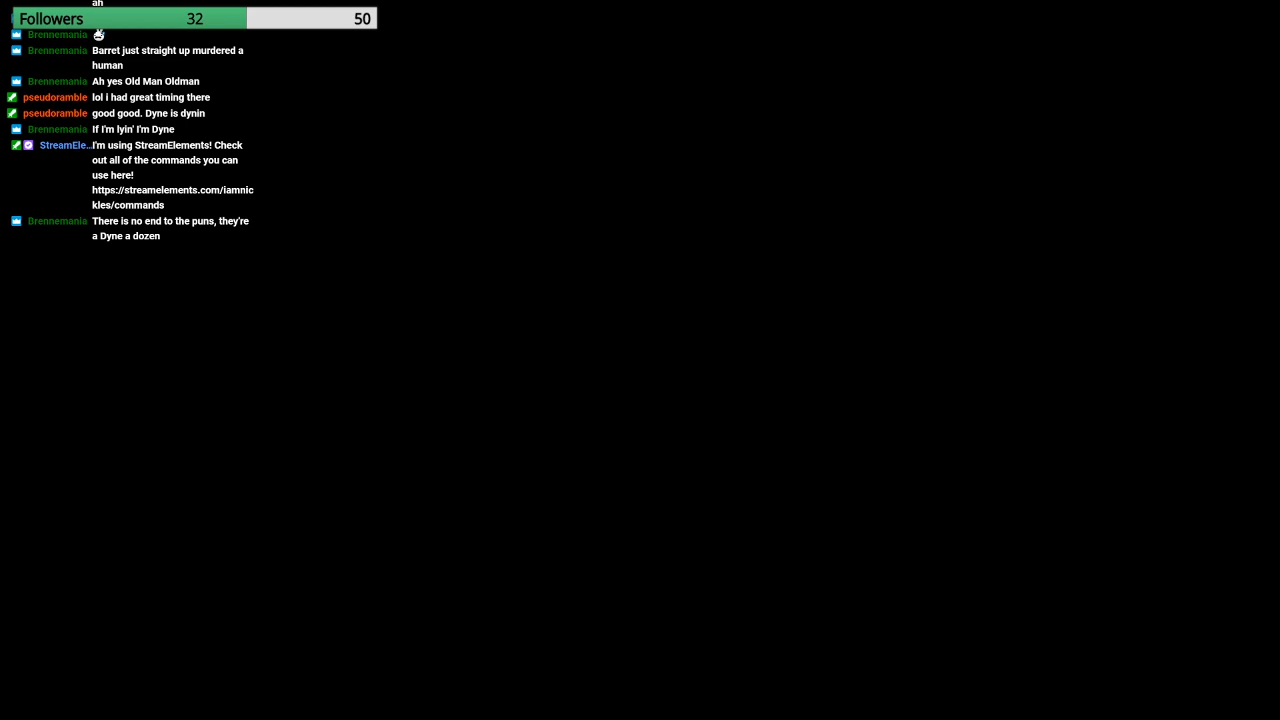 ah
Followers 32 50
Brennemania
Brennemania Barret just straight up murdered a
human
Brennemania Ah yes Old Man Oldman
pseudoramble lol i had great timing there
pseudoramble good good. Dyne is dynin
Brennemania If I'm lyin' I'm Dyne
StreamEle... I'm using StreamElements! Check
out all of the commands you can
use here!
https://streamelements.com/iamnic
kles/commands
Brennemania There is no end to the puns, they're
a Dyne a dozen